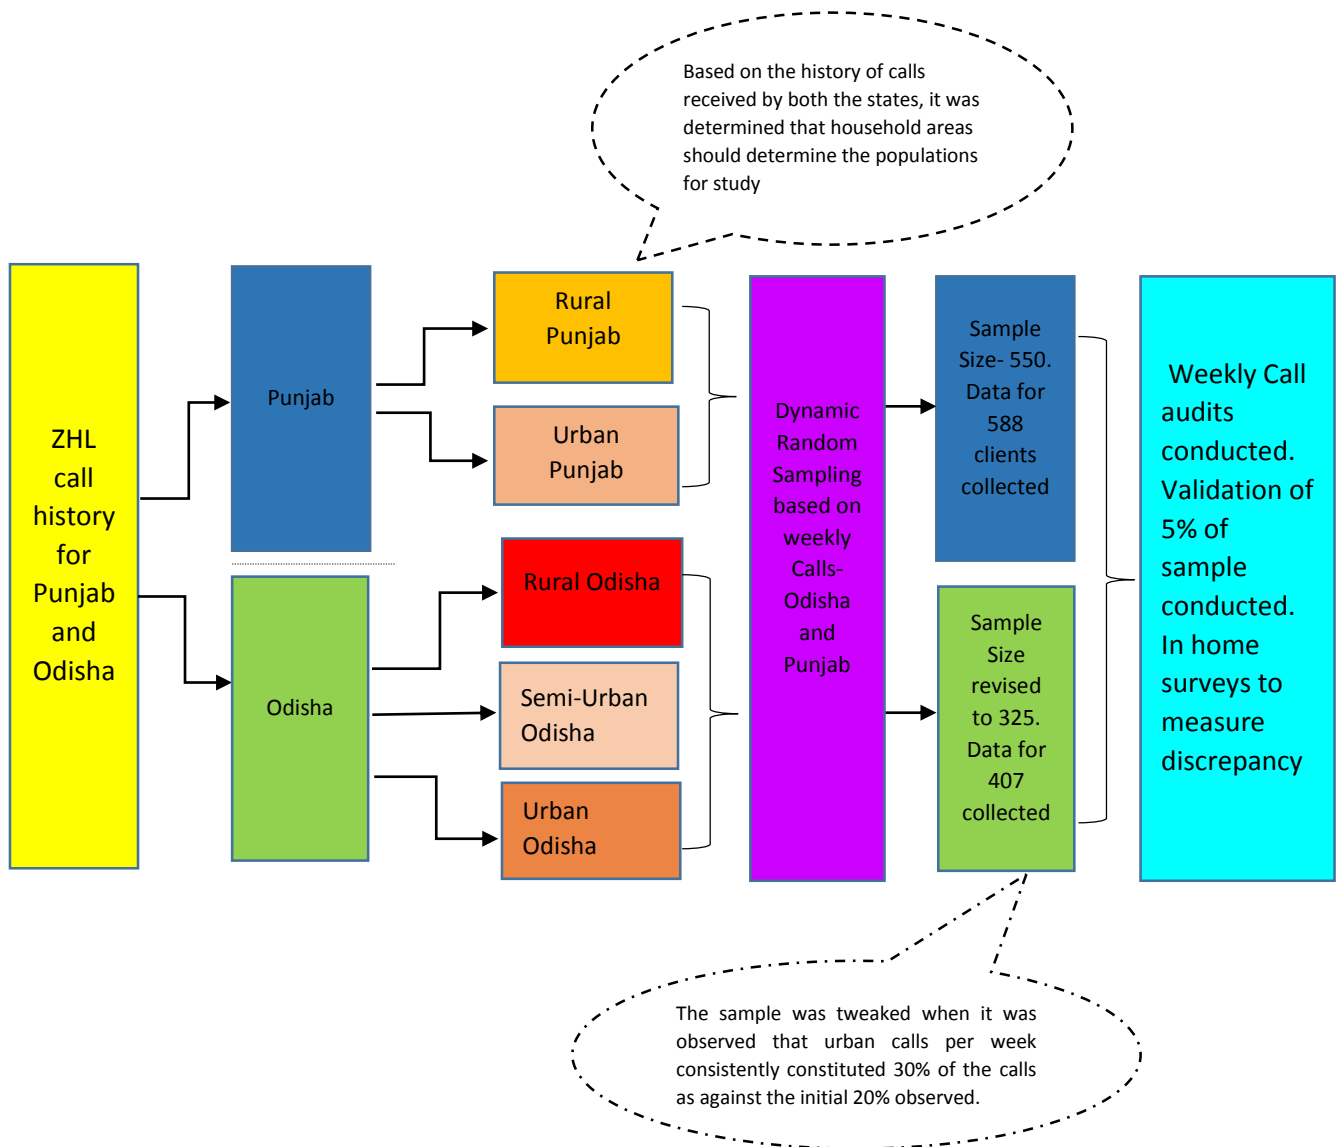 Based on the history of calls
received by both the states, it was
determined that household areas
should determine the populations
for study
ZHL
call
history
for
Punjab
and
Odisha
Punjab
Odisha
Rural
Punjab
Urban
Punjab
Rural Odisha
Semi-Urban
Odisha
Urban
Odisha
Dynamic
Random
Sampling
based on
weekly
Calls-
Odisha
and
Punjab
Sample
Size- 550.
Data for
588
clients
collected
Sample
Size
revised
to 325.
Data for
407
collected
Weekly Call
audits
conducted.
Validation of
5% of
sample
conducted.
In home
surveys to
measure
discrepancy
The sample was tweaked when it was
observed that urban calls per week
consistently constituted 30% of the calls
as against the initial 20% observed.